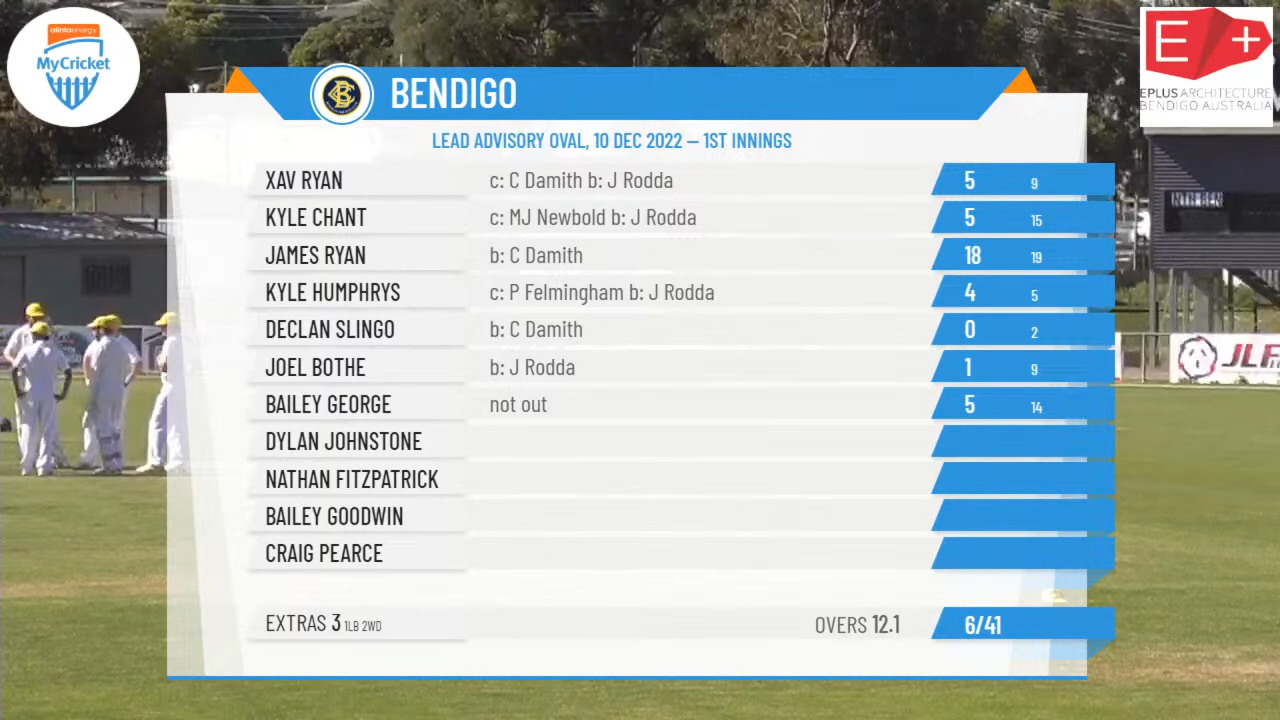 alintaenergy
MyCricket
BENDIGO
E+
EPLUS ARCHITECTURE
BENDIGO AUSTRALIA
LEAD ADVISORY OVAL, 10 DEC 2022 – 1ST INNINGS
XAV RYAN c: C Damith b: J Rodda 5 9
KYLE CHANT c: MJ Newbold b: J Rodda 5 15
JAMES RYAN b: C Damith 18 19
KYLE HUMPHRYS c: P Felmingham b: J Rodda 4 5
DECLAN SLINGO b: C Damith 0 2
JOEL BOTHE b: J Rodda 1 9
BAILEY GEORGE not out 5 14
DYLAN JOHNSTONE
NATHAN FITZPATRICK
BAILEY GOODWIN
CRAIG PEARCE
EXTRAS 3 1LB 2WD OVERS 12.1 6/41
NTH BEN